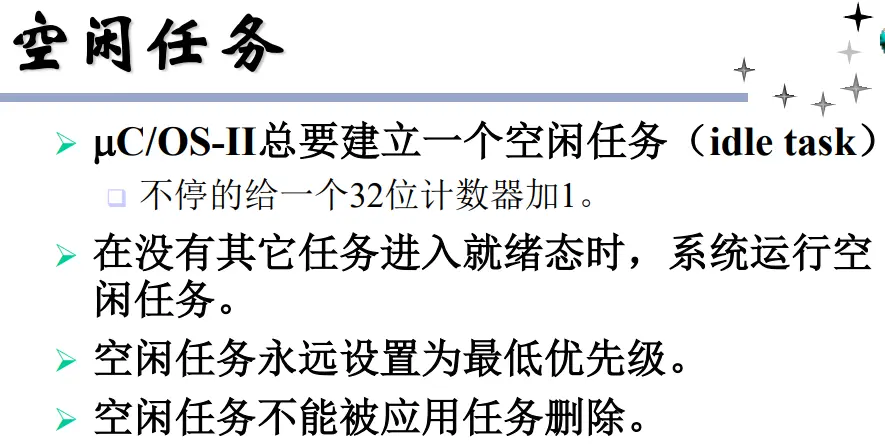 空闲任务
μC/OS-II总要建立一个空闲任务（idle task）
不停的给一个32位计数器加1。
在没有其它任务进入就绪态时，系统运行空
闲任务。
空闲任务永远设置为最低优先级。
空闲任务不能被应用任务删除。